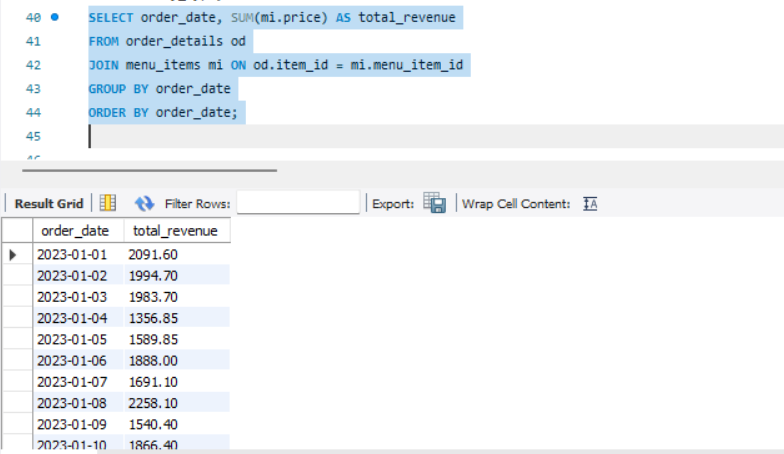 40 SELECT order_date, SUM(mi.price) AS total_revenue
41 FROM order_details od
42 JOIN menu_items mi ON od.item_id = mi.menu_item_id
43 GROUP BY order_date
44 ORDER BY order_date;
45
Result Grid Filter Rows: Export: Wrap Cell Content:
order_date total_revenue
2023-01-01 2091.60
2023-01-02 1994.70
2023-01-03 1983.70
2023-01-04 1356.85
2023-01-05 1589.85
2023-01-06 1888.00
2023-01-07 1691.10
2023-01-08 2258.10
2023-01-09 1540.40
2023-01-10 1866.40